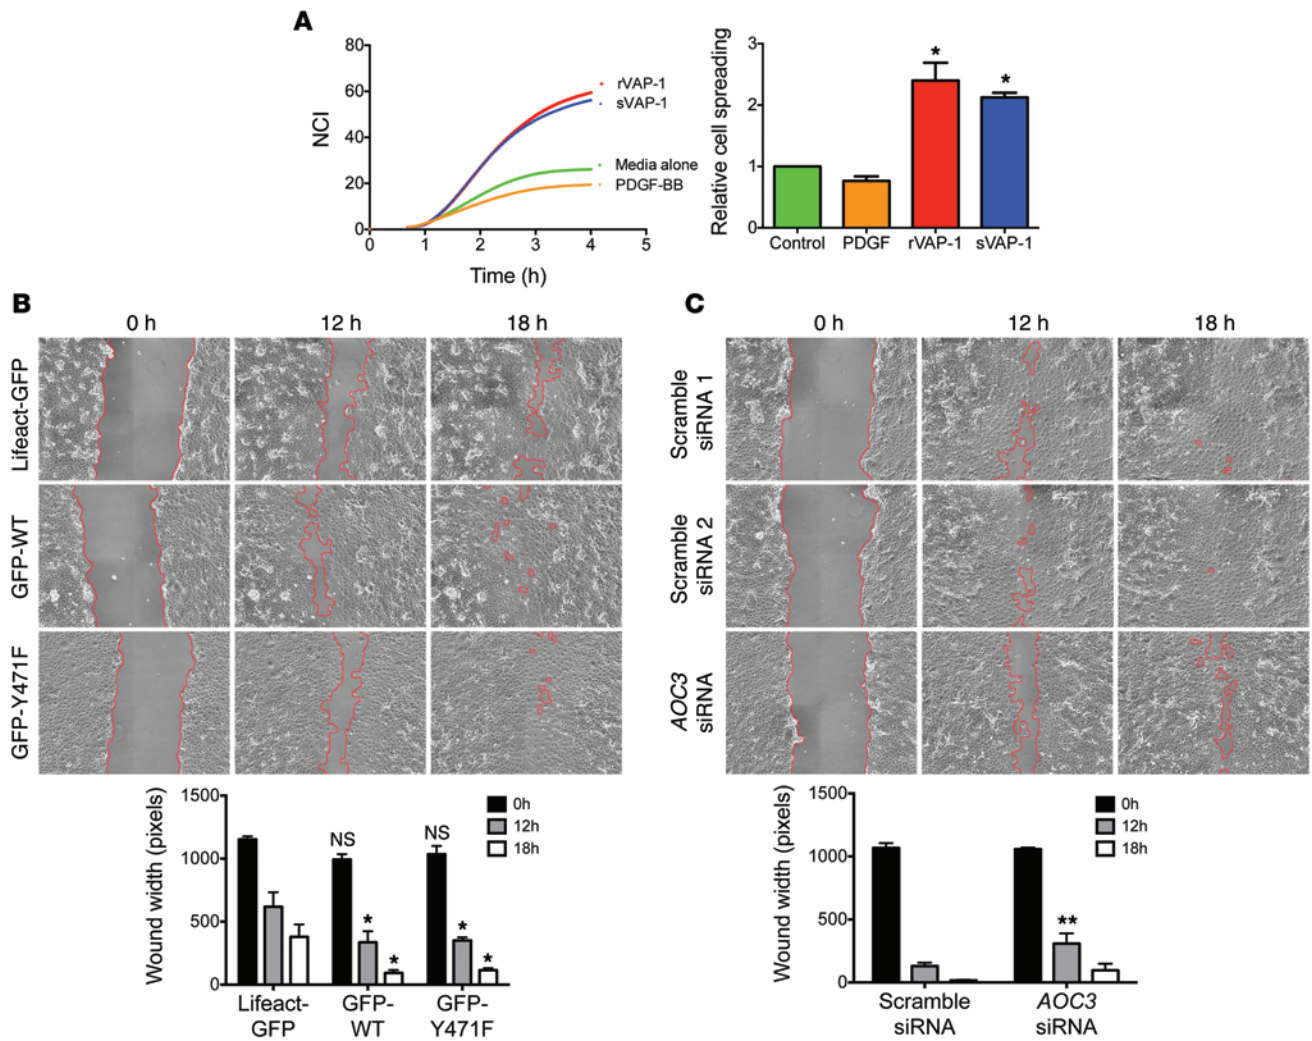 A
80
60
40
20
0
NCI
0 1 2 3 4 5
Time (h)
rVAP-1
sVAP-1
Media alone
PDGF-BB
Relative cell spreading
3
2
1
0
* *
Control PDGF rVAP-1 sVAP-1
B
0 h 12 h 18 h
Lifeact-GFP
GFP-WT
GFP-Y471F
Wound width (pixels)
1500
1000
500
0
0h
12h
18h
NS NS
* * * *
Lifeact-
GFP
GFP-
WT
GFP-
Y471F
C
0 h 12 h 18 h
Scramble
siRNA 1
Scramble
siRNA 2
AOC3
siRNA
Wound width (pixels)
1500
1000
500
0
0h
12h
18h
**
Scramble
siRNA
AOC3
siRNA